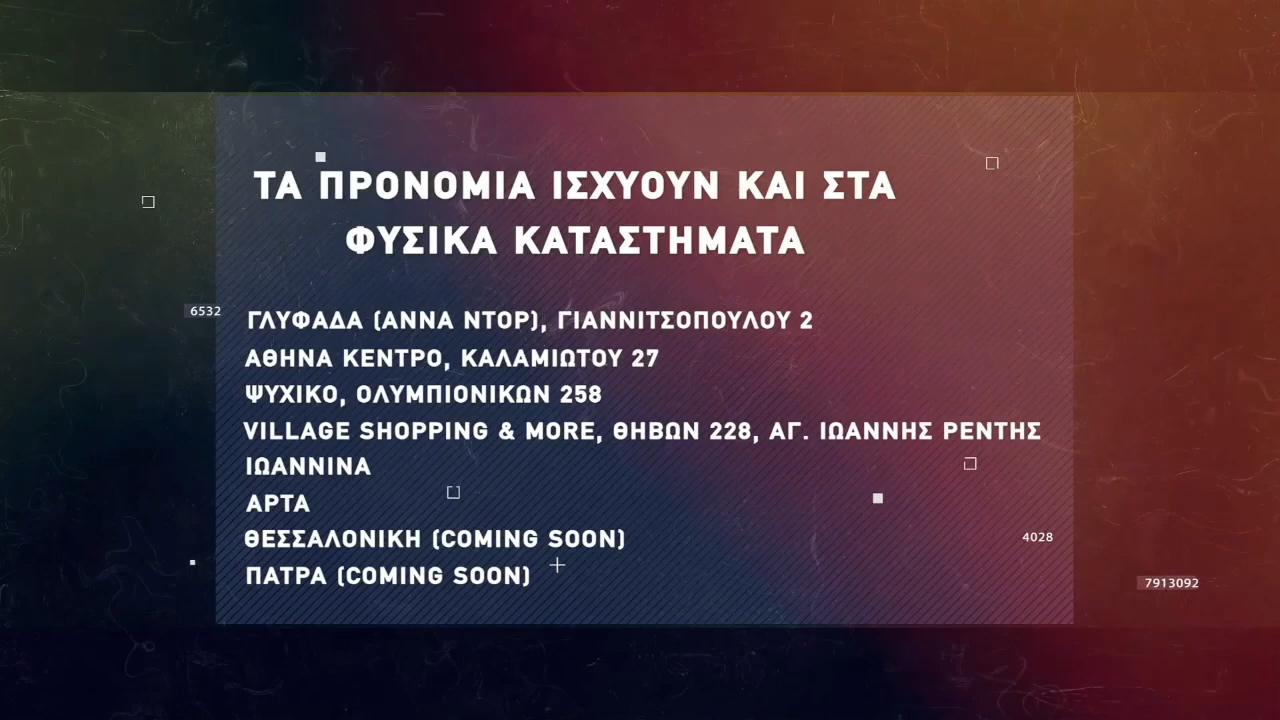 ΤΑ ΠΡΟΝΟΜΙΑ ΙΣΧΥΟΥΝ ΚΑΙ ΣΤΑ
ΦΥΣΙΚΑ ΚΑΤΑΣΤΗΜΑΤΑ
6532
ΓΛΥΦΑΔΑ (ΑΝΝΑ ΝΤΟΡ), ΓΙΑΝΝΙΤΣΟΠΟΥΛΟΥ 2
ΑΘΗΝΑ ΚΕΝΤΡΟ, ΚΑΛΑΜΙΩΤΟΥ 27
ΨΥΧΙΚΟ, ΟΛΥΜΠΙΟΝΙΚΩΝ 258
VILLAGE SHOPPING & MORE, ΘΗΒΩΝ 228, ΑΓ. ΙΩΑΝΝΗΣ ΡΕΝΤΗΣ
ΙΩΑΝΝΙΝΑ
ΑΡΤΑ
ΘΕΣΣΑΛΟΝΙΚΗ (COMING SOON)
4028
ΠΑΤΡΑ (COMING SOON)
7913092